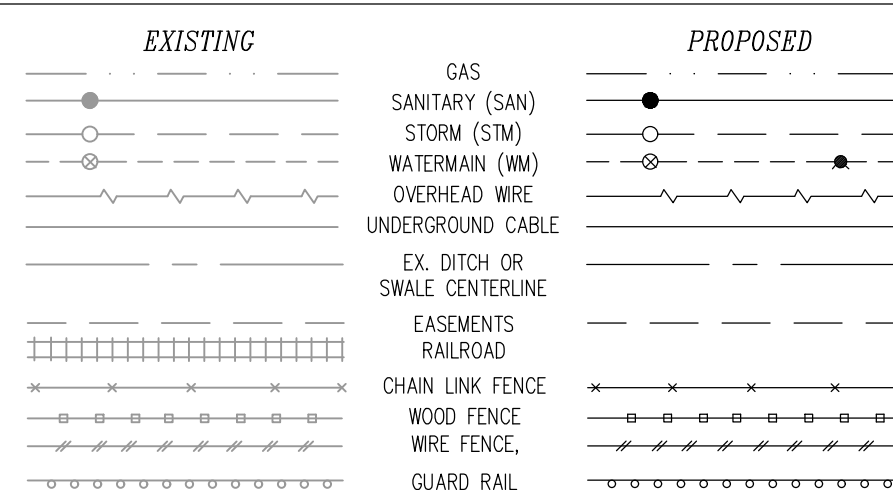 EXISTING
PROPOSED
GAS
SANITARY (SAN)
STORM (STM)
WATERMAIN (WM)
OVERHEAD WIRE
UNDERGROUND CABLE
EX. DITCH OR
SWALE CENTERLINE
EASEMENTS
RAILROAD
CHAIN LINK FENCE
WOOD FENCE
WIRE FENCE,
GUARD RAIL